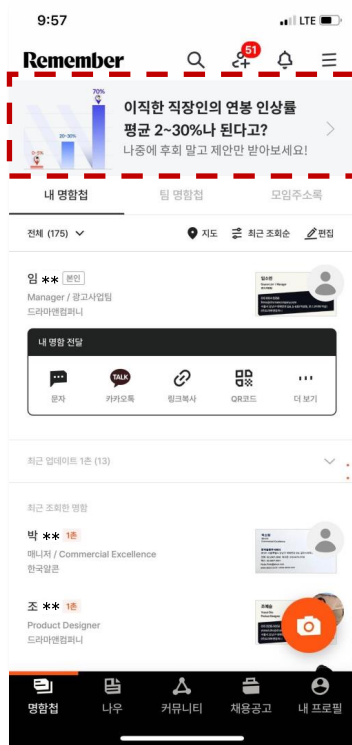 9:57
LTE
Remember
51
70%
20~30%
0~5%
이직한 직장인의 연봉 인상률
평균 2~30%나 된다고?
나중에 후회 말고 제안만 받아보세요!
내 명함첩
팀 명함첩
모임주소록
전체 (175)
지도
최근 조회순
편집
임 ** 본인
Manager / 광고사업팀
드라마앤컴퍼니
내 명함 전달
TALK
문자
카카오톡
링크복사
QR코드
더 보기
최근 업데이트 1촌 (13)
최근 조회한 명함
박 ** 1촌
매니저 / Commercial Excellence
한국알콘
조 ** 1촌
Product Designer
드라마앤컴퍼니
명함첩
나우
커뮤니티
채용공고
내 프로필